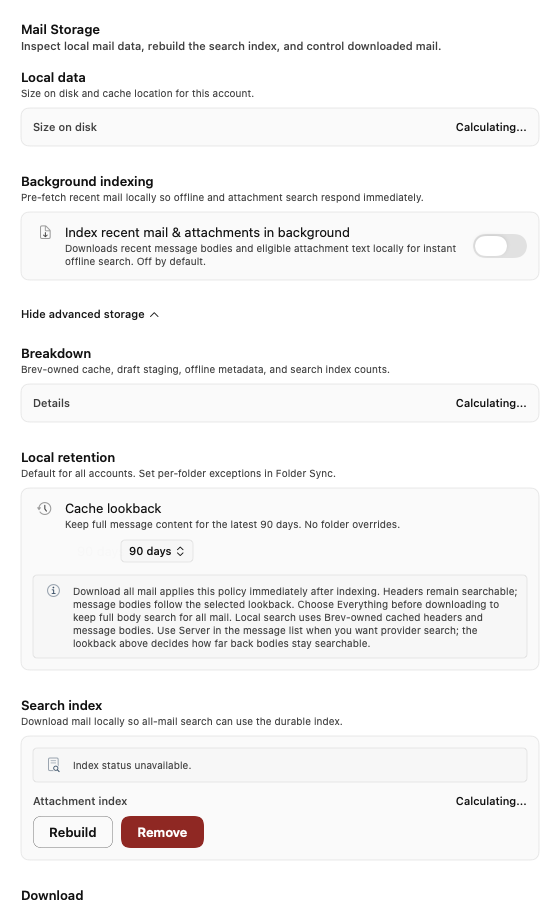 Mail Storage
Inspect local mail data, rebuild the search index, and control downloaded mail.
Local data
Size on disk and cache location for this account.
Size on disk Calculating...
Background indexing
Pre-fetch recent mail locally so offline and attachment search respond immediately.
Index recent mail & attachments in background
Downloads recent message bodies and eligible attachment text locally for instant
offline search. Off by default.
Hide advanced storage
Breakdown
Brev-owned cache, draft staging, offline metadata, and search index counts.
Details Calculating...
Local retention
Default for all accounts. Set per-folder exceptions in Folder Sync.
Cache lookback
Keep full message content for the latest 90 days. No folder overrides.
90 days
Download all mail applies this policy immediately after indexing. Headers remain searchable;
message bodies follow the selected lookback. Choose Everything before downloading to
keep full body search for all mail. Local search uses Brev-owned cached headers and
message bodies. Use Server in the message list when you want provider search; the
lookback above decides how far back bodies stay searchable.
Search index
Download mail locally so all-mail search can use the durable index.
Index status unavailable.
Attachment index Calculating...
Rebuild Remove
Download